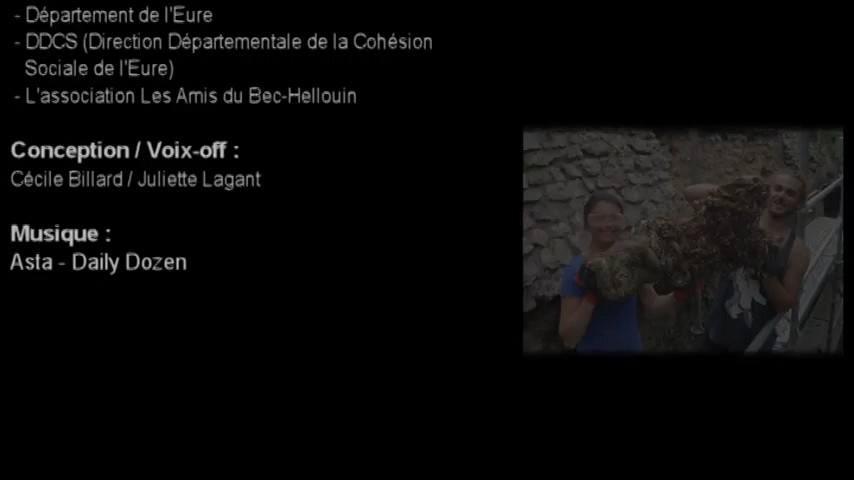 - Département de l'Eure
- DDCS (Direction Départementale de la Cohésion
Sociale de l'Eure)
- L'association Les Amis du Bec-Hellouin
Conception / Voix-off :
Cécile Billard / Juliette Lagant
Musique :
Asta - Daily Dozen